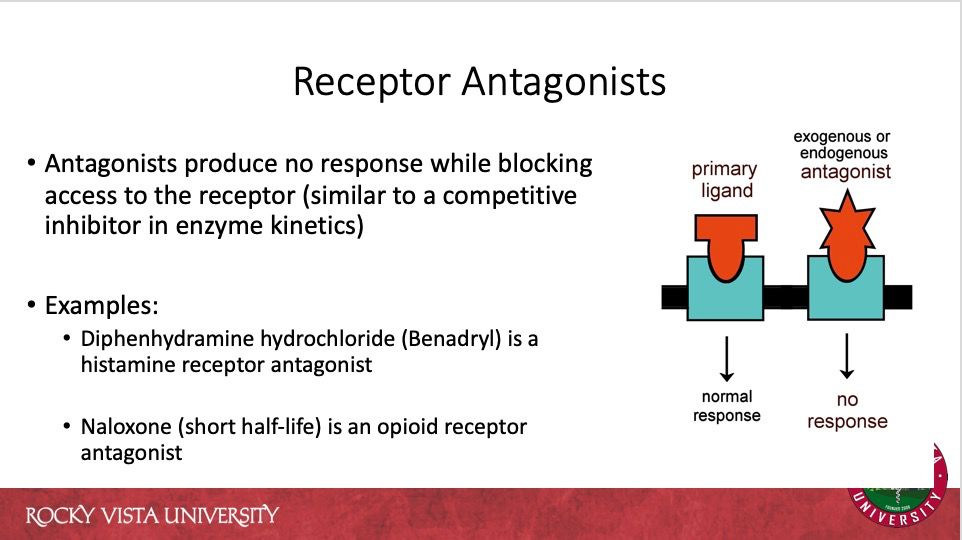 Receptor Antagonists
• Antagonists produce no response while blocking
access to the receptor (similar to a competitive
inhibitor in enzyme kinetics)
• Examples:
• Diphenhydramine hydrochloride (Benadryl) is a
histamine receptor antagonist
• Naloxone (short half-life) is an opioid receptor
antagonist
primary
ligand
exogenous or
endogenous
antagonist
normal
response
no
response
ROCKY VISTA UNIVERSITY
UNIVERSITY